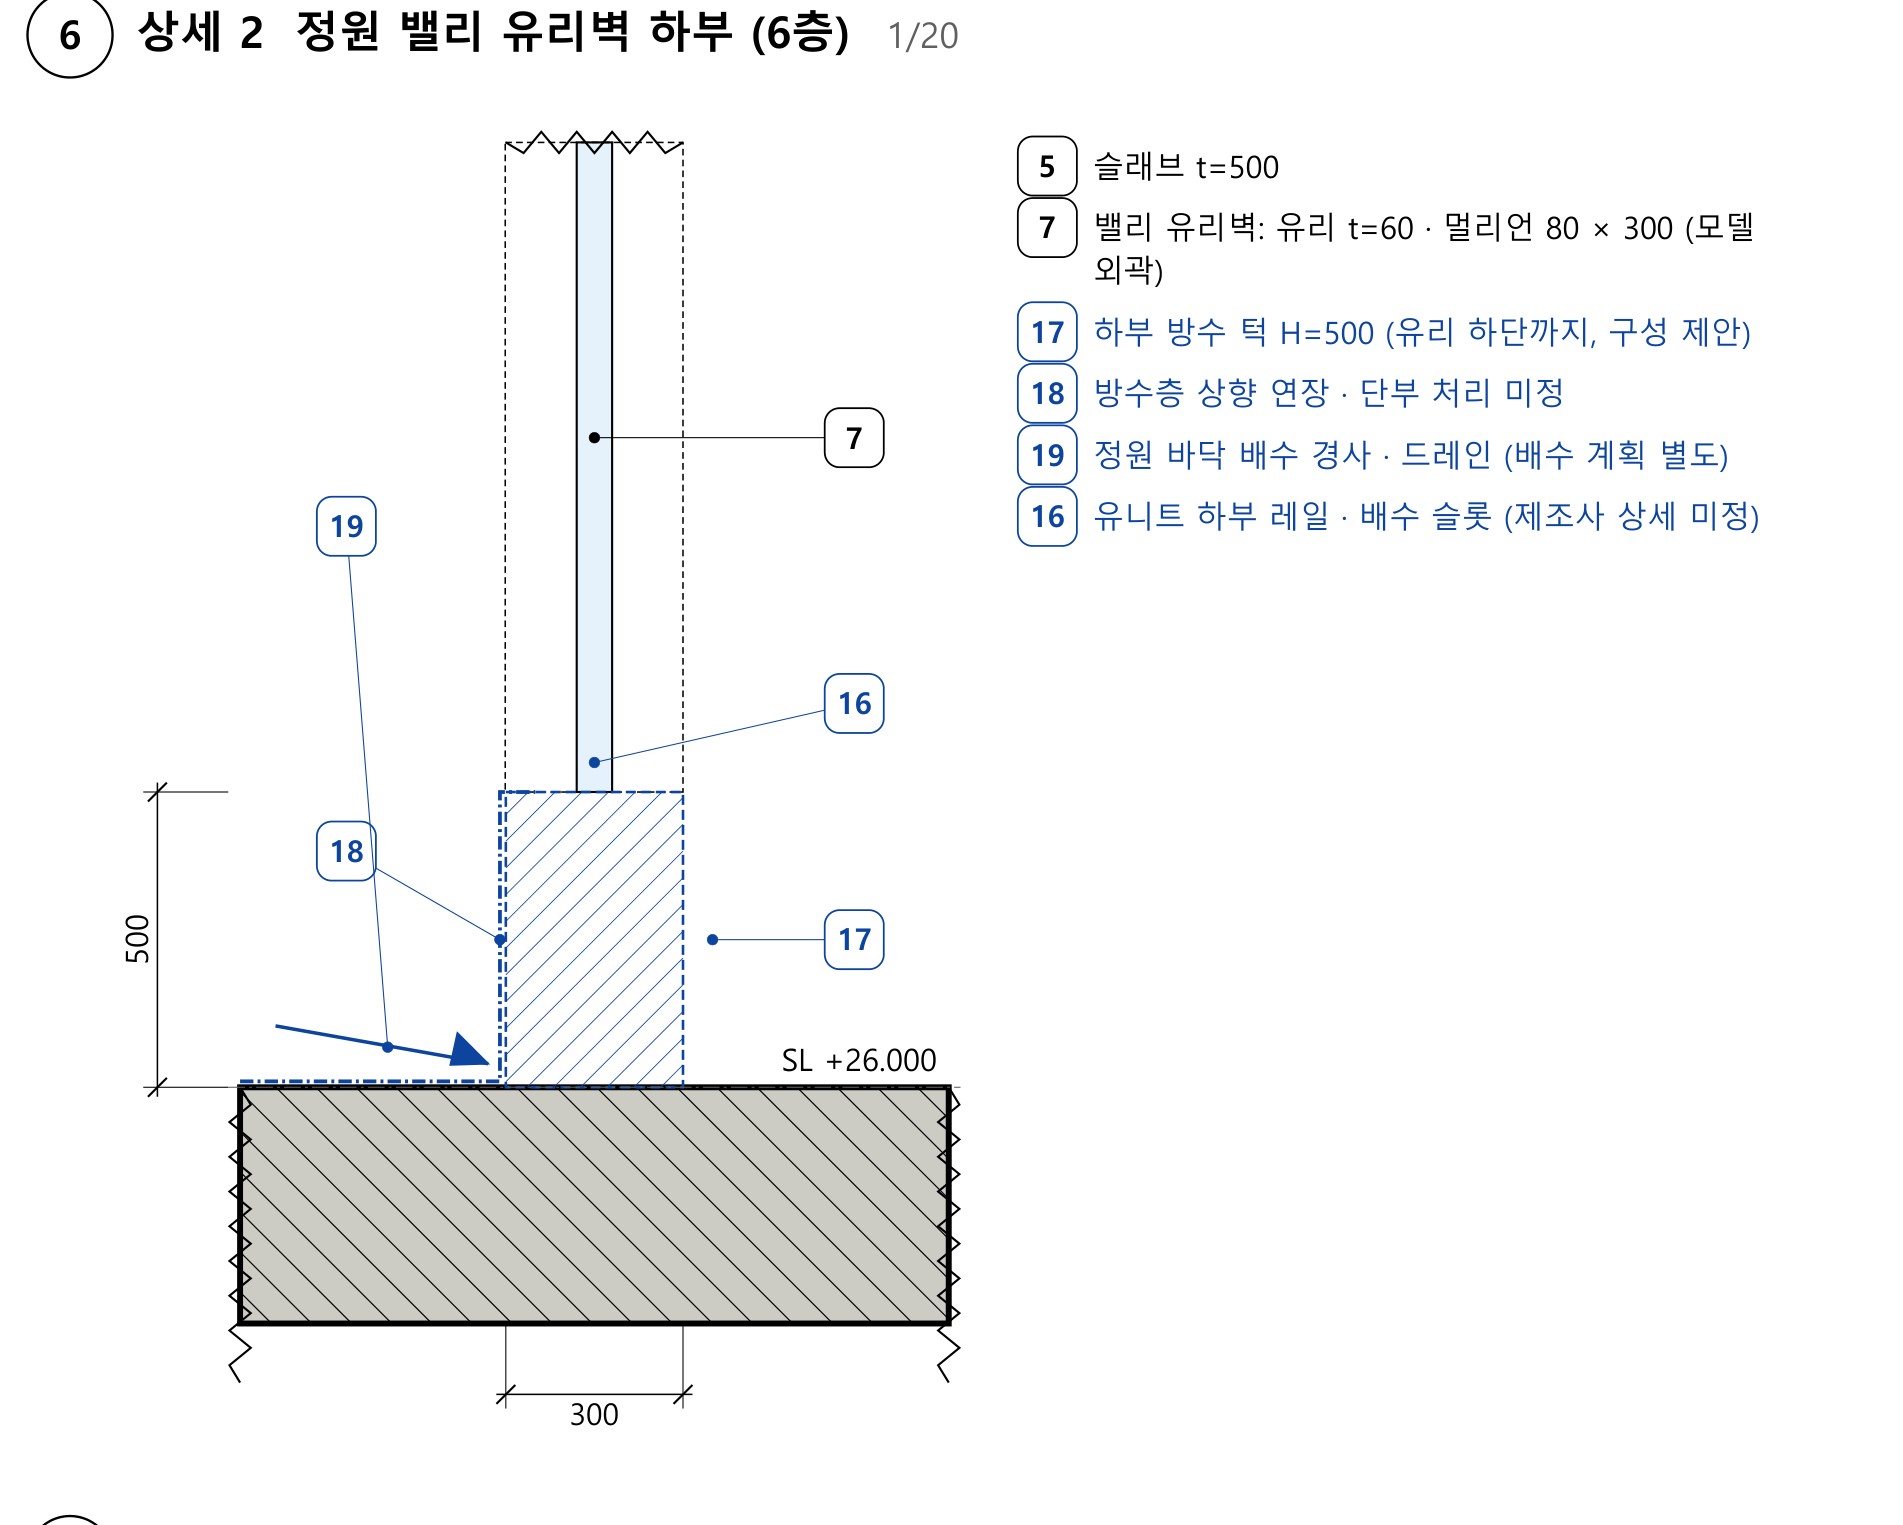 6 상세 2 정원 밸리 유리벽 하부 (6층) 1/20
5 슬래브 t=500
7 밸리 유리벽: 유리 t=60 · 멀리언 80 × 300 (모델
외곽)
17 하부 방수 턱 H=500 (유리 하단까지, 구성 제안)
18 방수층 상향 연장 · 단부 처리 미정
19 정원 바닥 배수 경사 · 드레인 (배수 계획 별도)
16 유니트 하부 레일 · 배수 슬롯 (제조사 상세 미정)
7
19
16
18
17
500
SL +26.000
300